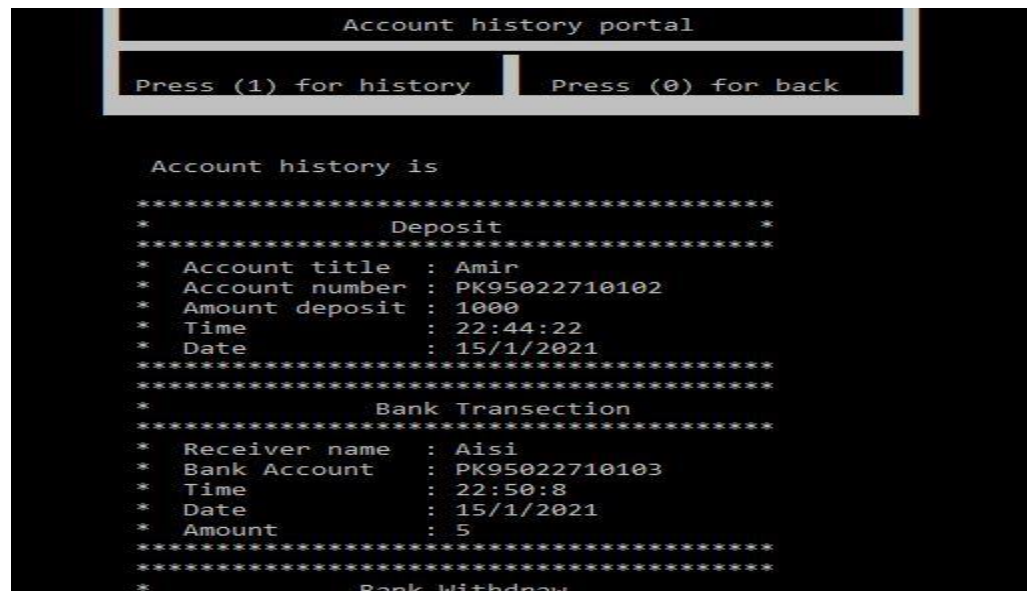 Account history portal
Press (1) for history Press (0) for back
Account history is
*****************************************
* Deposit *
*****************************************
* Account title : Amir
* Account number : PK95022710102
* Amount deposit : 1000
* Time : 22:44:22
* Date : 15/1/2021
*****************************************
*****************************************
* Bank Transection
*****************************************
* Receiver name : Aisi
* Bank Account : PK95022710103
* Time : 22:50:8
* Date : 15/1/2021
* Amount : 5
*****************************************
*****************************************
* Bank Withdraw